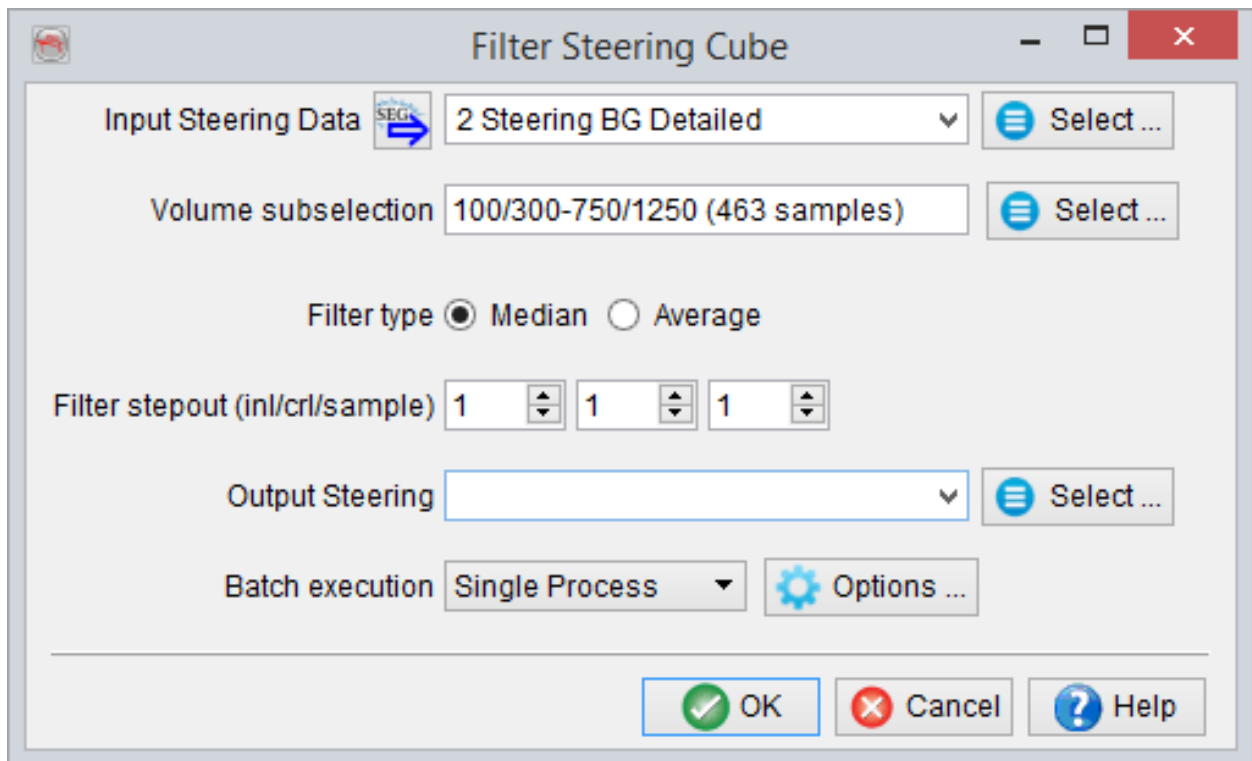 Filter Steering Cube
Input Steering Data SEG 2 Steering BG Detailed Select ...
Volume subselection 100/300-750/1250 (463 samples) Select ...
Filter type Median Average
Filter stepout (inl/crl/sample) 1 1 1
Output Steering Select ...
Batch execution Single Process Options ...
OK Cancel Help